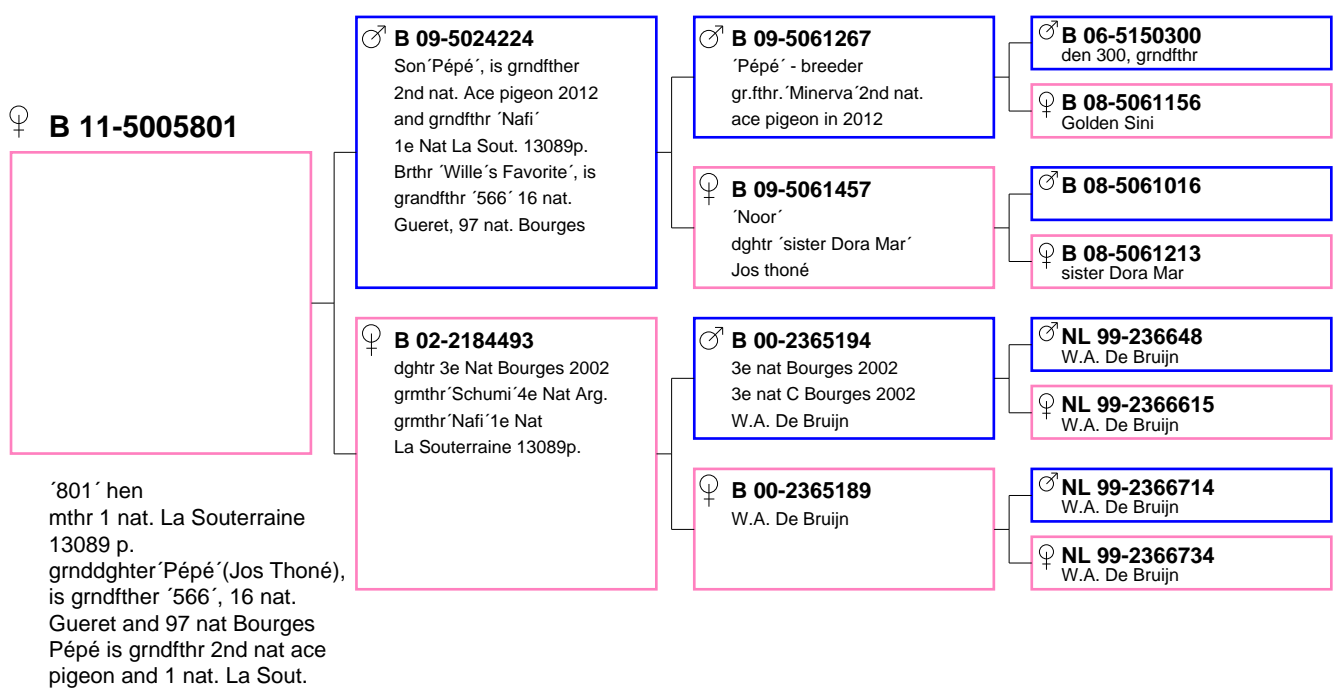 B 11-5005801
´801´ hen
mthr 1 nat. La Souterraine
13089 p.
grnddghter´Pépé´(Jos Thoné),
is grndfther ´566´, 16 nat.
Gueret and 97 nat Bourges
Pépé is grndfthr 2nd nat ace
pigeon and 1 nat. La Sout.
B 09-5024224
Son´Pépé´, is grndfther
2nd nat. Ace pigeon 2012
and grndfthr ´Nafi´
1e Nat La Sout. 13089p.
Brthr ´Wille´s Favorite´, is
grandfthr ´566´ 16 nat.
Gueret, 97 nat. Bourges
B 02-2184493
dghtr 3e Nat Bourges 2002
grmthr´Schumi´4e Nat Arg.
grmthr´Nafi´1e Nat
La Souterraine 13089p.
B 09-5061267
´Pépé´ - breeder
gr.fthr.´Minerva´2nd nat.
ace pigeon in 2012
B 09-5061457
´Noor´
dghtr ´sister Dora Mar´
Jos thoné
B 00-2365194
3e nat Bourges 2002
3e nat C Bourges 2002
W.A. De Bruijn
B 00-2365189
W.A. De Bruijn
B 06-5150300
den 300, grndfthr
B 08-5061156
Golden Sini
B 08-5061016
B 08-5061213
sister Dora Mar
NL 99-236648
W.A. De Bruijn
NL 99-2366615
W.A. De Bruijn
NL 99-2366714
W.A. De Bruijn
NL 99-2366734
W.A. De Bruijn